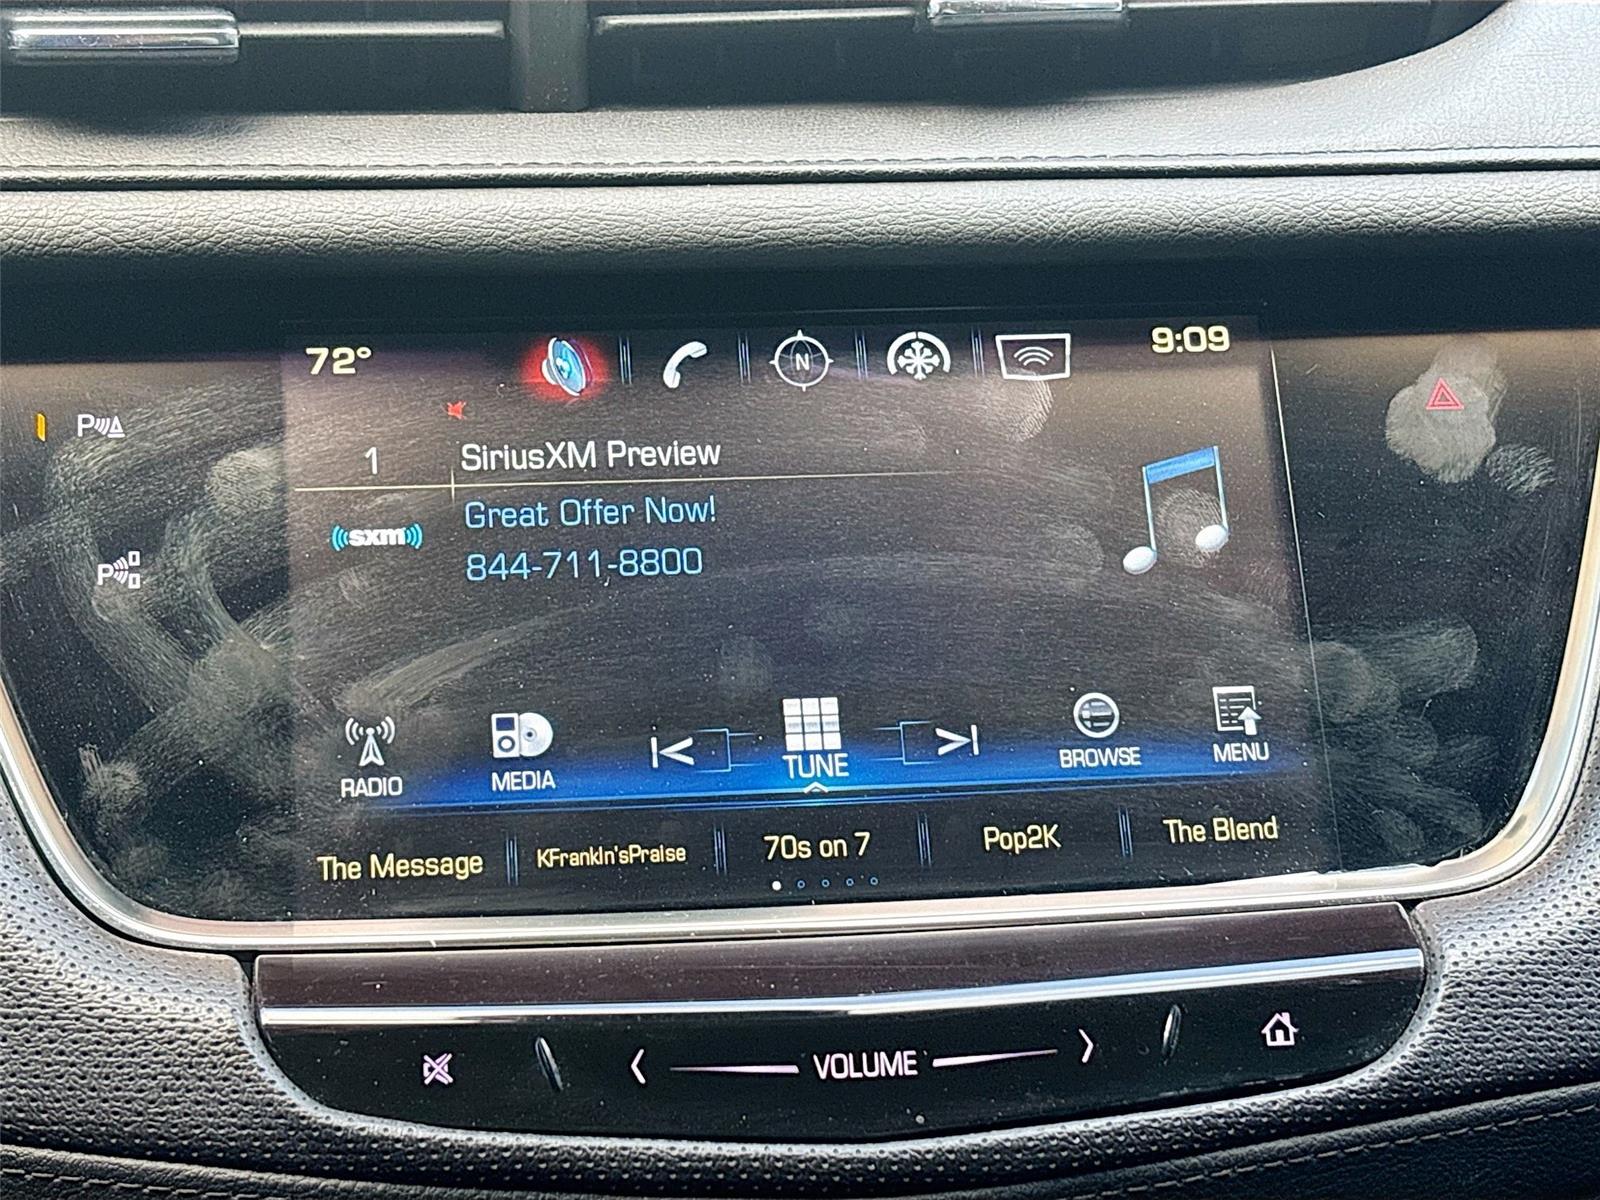 72°
N
9:09
P
1
SiriusXM Preview
sxm
Great Offer Now!
844-711-8800
P
RADIO
MEDIA
TUNE
BROWSE
MENU
The Message
KFrankln'sPraise
70s on 7
Pop2K
The Blend
VOLUME